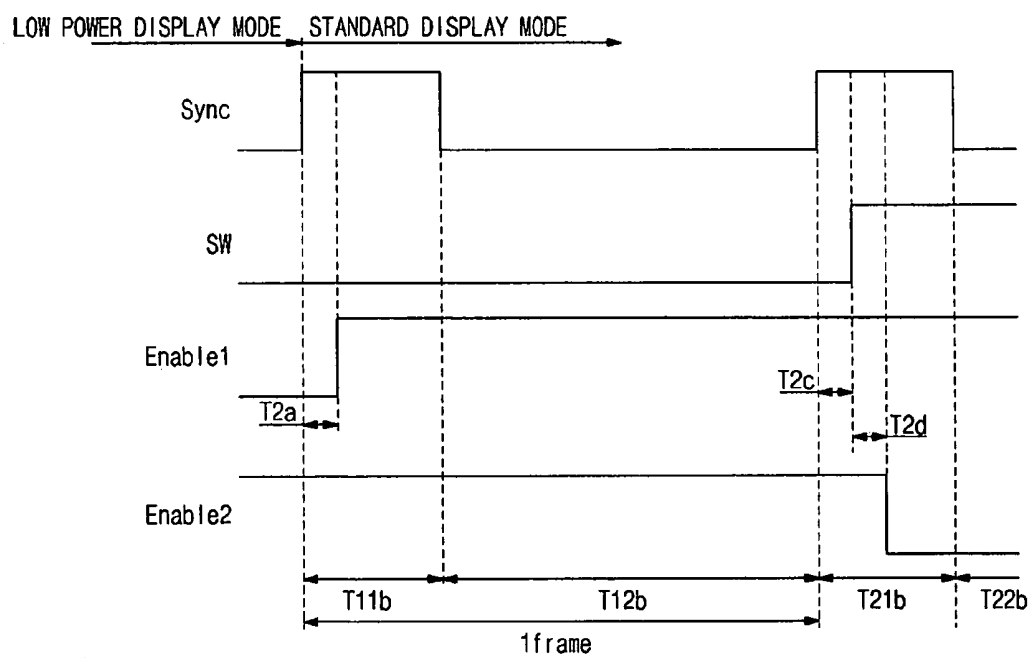 LOW POWER DISPLAY MODE STANDARD DISPLAY MODE
Sync
SW
Enable1
T2a
T2c
T2d
Enable2
T11b T12b T21b T22b
1frame